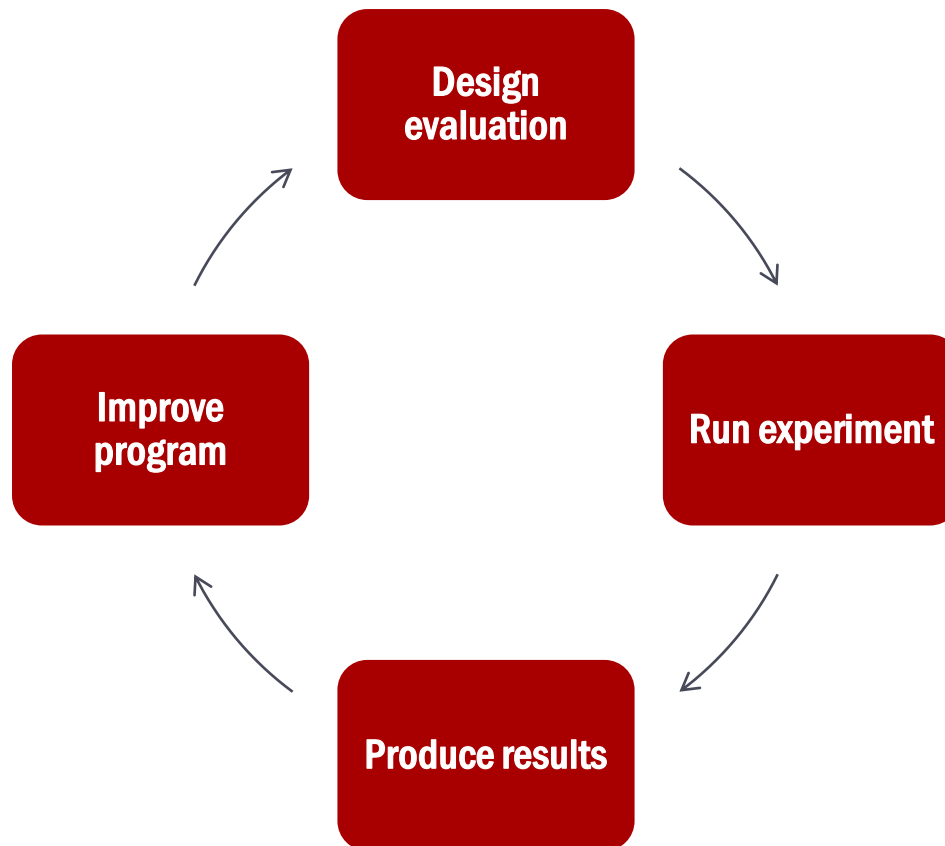 Design
evaluation
Run experiment
Produce results
Improve
program